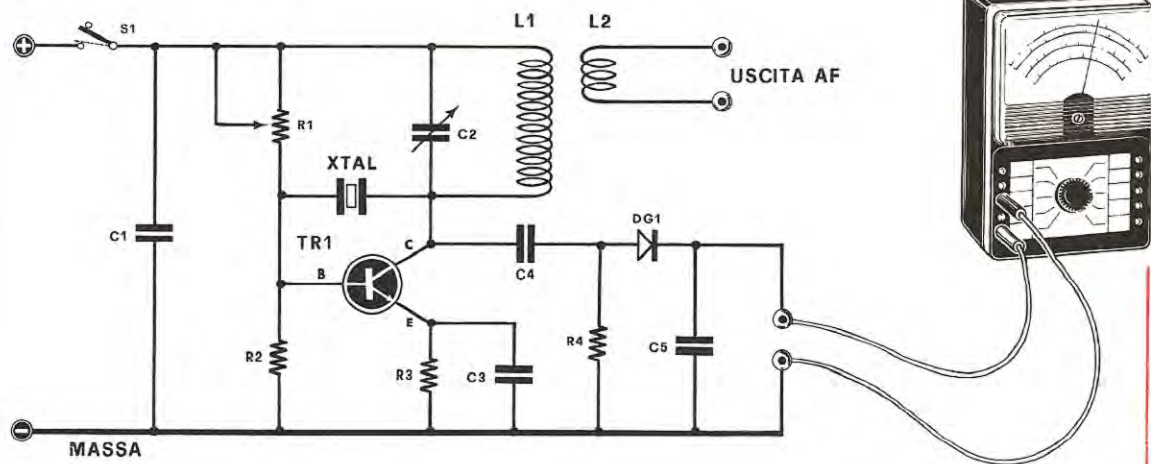 L1
L2
S1
USCITA AF
R1
C2
XTAL
C1
TR1
C
DG1
C4
B
E
R2
R3
C3
R4
C5
MASSA